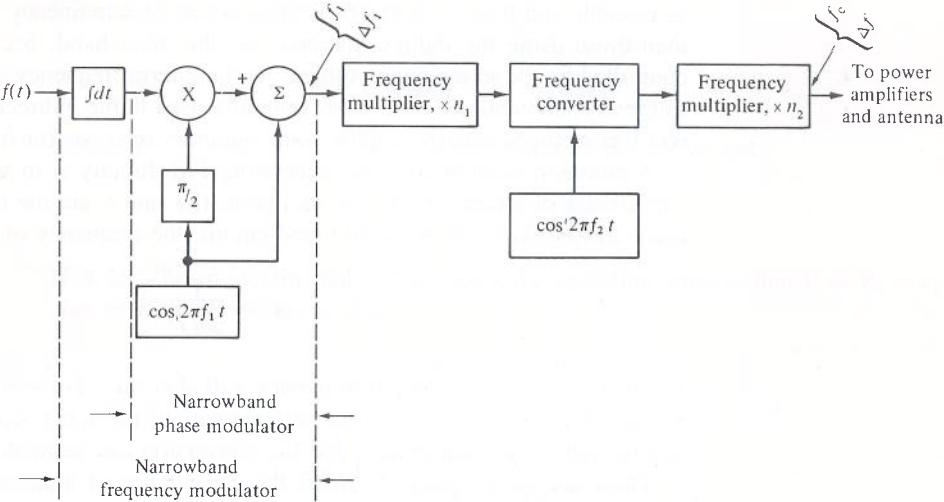 f₁
Δf₁
f_c
Δf
f(t)
∫dt
X
+
Σ
Frequency
multiplier, × n₁
Frequency
converter
Frequency
multiplier, × n₂
To power
amplifiers
and antenna
π/2
cos 2πf₂ t
cos 2πf₁ t
Narrowband
phase modulator
Narrowband
frequency modulator